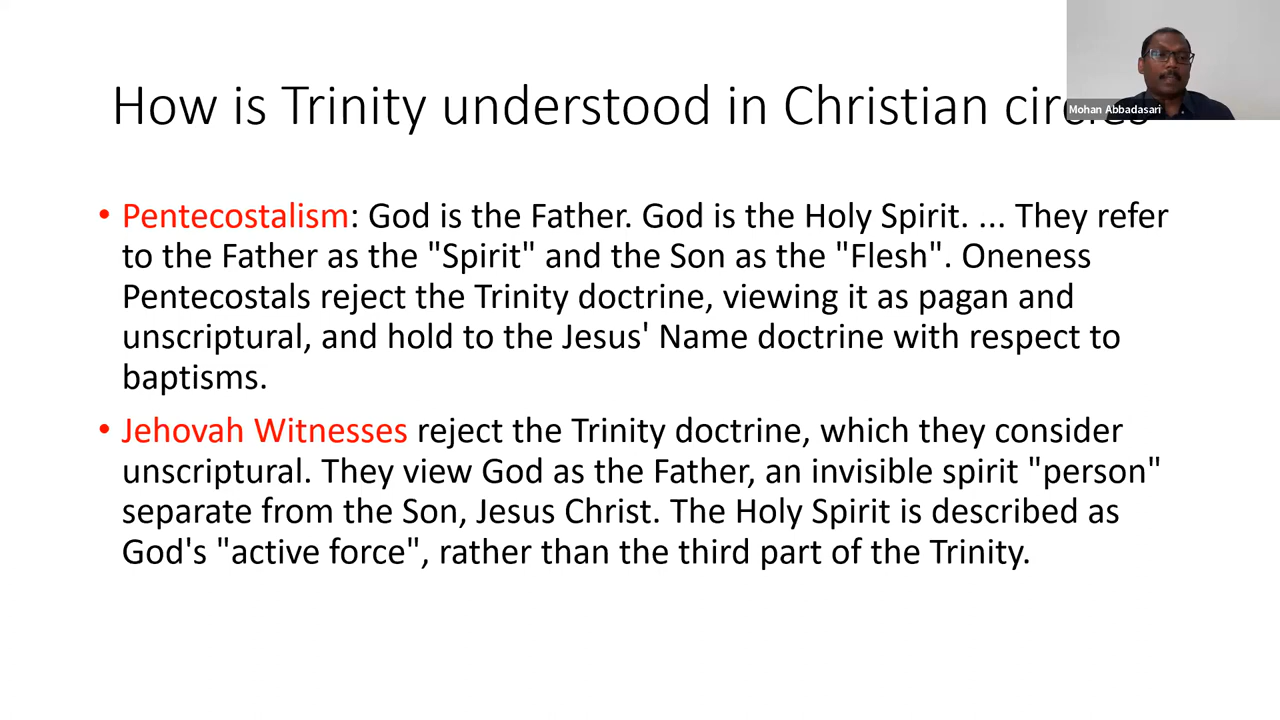 How is Trinity understood in Christian circles
Mohan Abbadasari
• Pentecostalism: God is the Father. God is the Holy Spirit. ... They refer
to the Father as the "Spirit" and the Son as the "Flesh". Oneness
Pentecostals reject the Trinity doctrine, viewing it as pagan and
unscriptural, and hold to the Jesus' Name doctrine with respect to
baptisms.
• Jehovah Witnesses reject the Trinity doctrine, which they consider
unscriptural. They view God as the Father, an invisible spirit "person"
separate from the Son, Jesus Christ. The Holy Spirit is described as
God's "active force", rather than the third part of the Trinity.